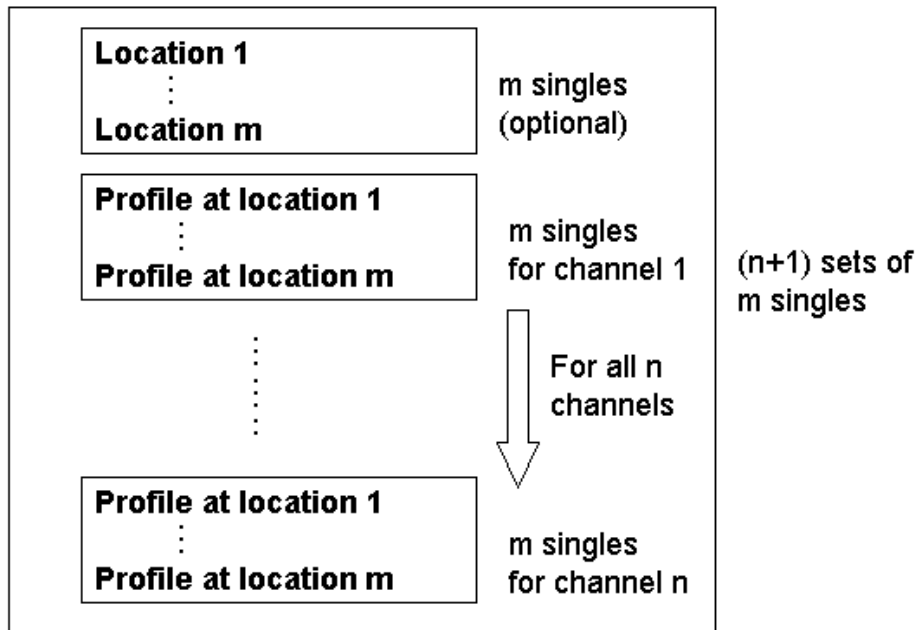 Location 1
Location m
m singles
(optional)
Profile at location 1
Profile at location m
m singles
for channel 1
(n+1) sets of
m singles
For all n
channels
Profile at location 1
Profile at location m
m singles
for channel n